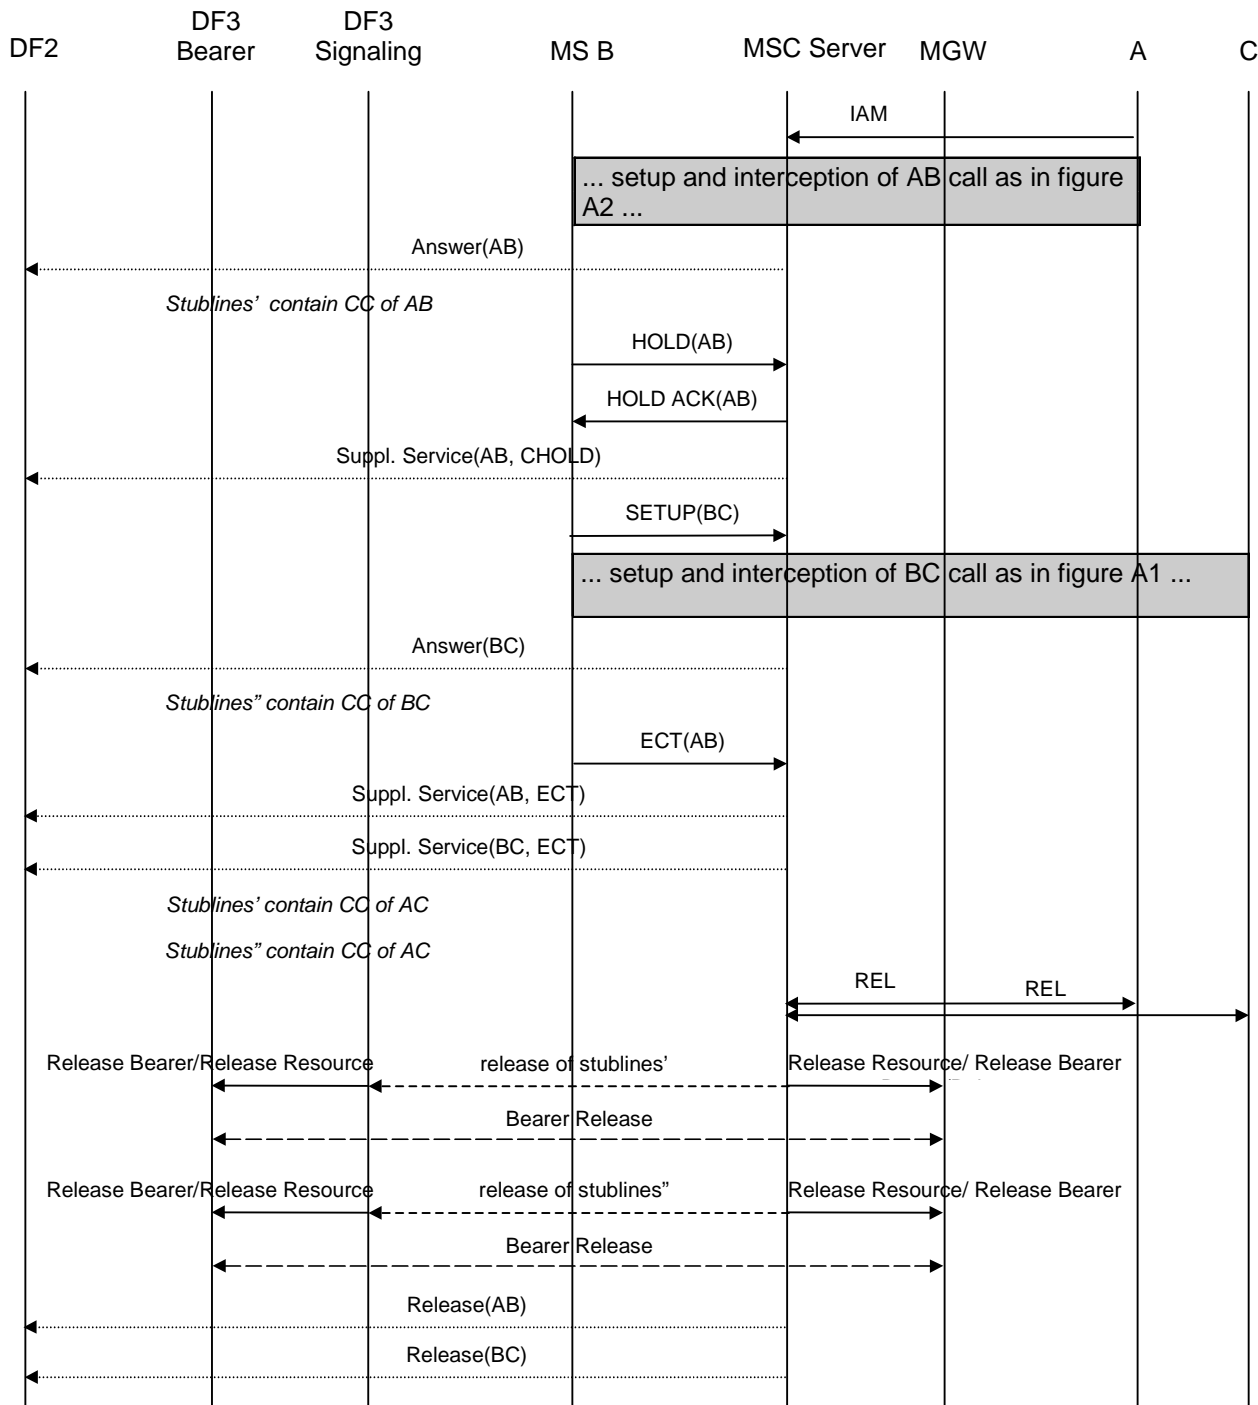 DF2
DF3
Bearer
DF3
Signaling
MS B
MSC Server
MGW
A
C
IAM
... setup and interception of AB call as in figure
A2 ...
Answer(AB)
Stublines’ contain CC of AB
HOLD(AB)
HOLD ACK(AB)
Suppl. Service(AB, CHOLD)
SETUP(BC)
... setup and interception of BC call as in figure A1 ...
Answer(BC)
Stublines” contain CC of BC
ECT(AB)
Suppl. Service(AB, ECT)
Suppl. Service(BC, ECT)
Stublines’ contain CC of AC
Stublines” contain CC of AC
REL
REL
Release Bearer/Release Resource
release of stublines’
Release Resource/ Release Bearer
Bearer Release
Release Bearer/Release Resource
release of stublines”
Release Resource/ Release Bearer
Bearer Release
Release(AB)
Release(BC)